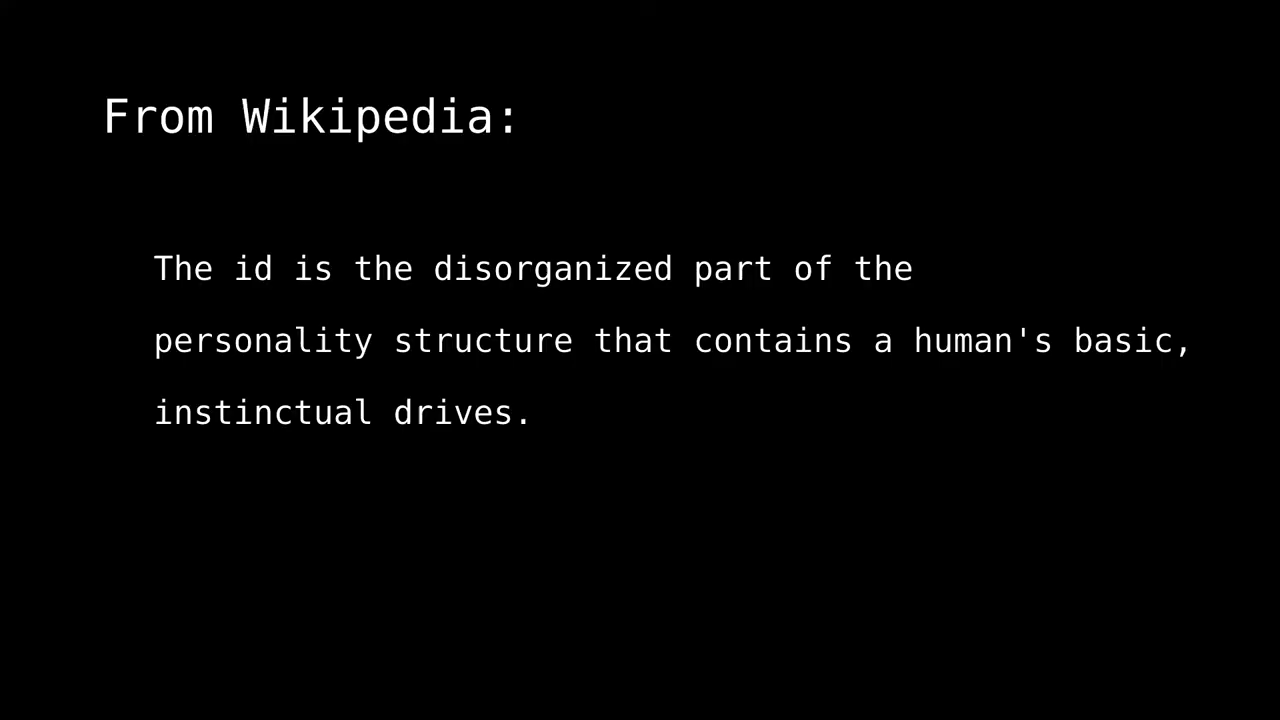 From Wikipedia:
The id is the disorganized part of the
personality structure that contains a human's basic,
instinctual drives.